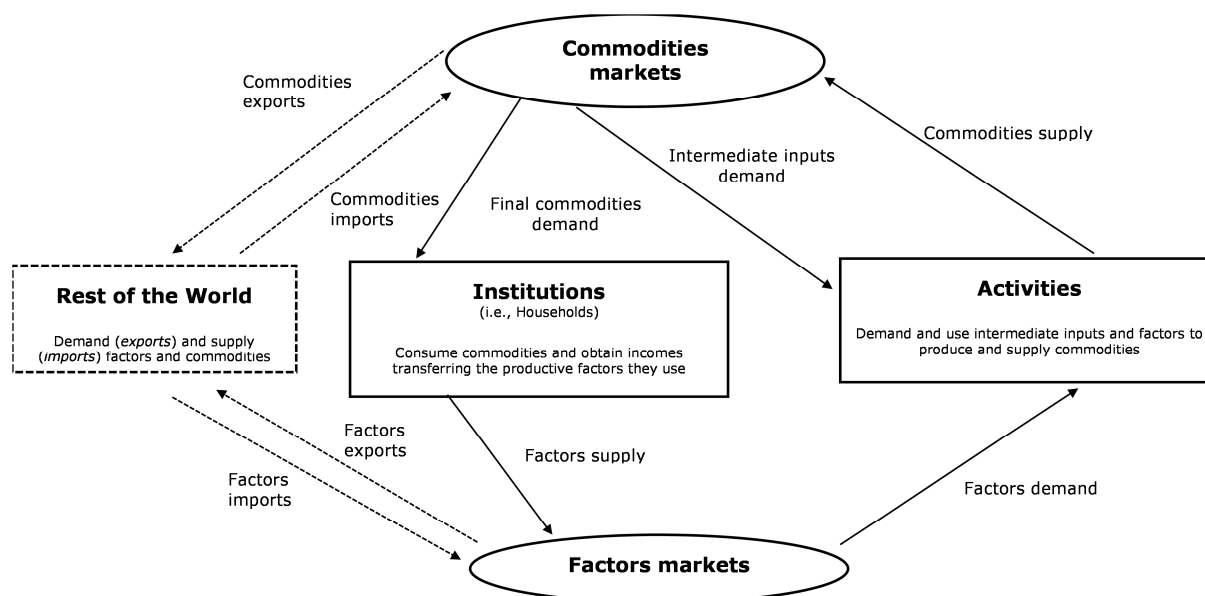 Commodities
markets
Commodities
exports
Commodities supply
Intermediate inputs
demand
Commodities
imports
Final commodities
demand
Rest of the World
Demand (exports) and supply
(imports) factors and commodities
Institutions
(i.e., Households)
Consume commodities and obtain incomes
transferring the productive factors they use
Activities
Demand and use intermediate inputs and factors to
produce and supply commodities
Factors
exports
Factors
imports
Factors supply
Factors demand
Factors markets